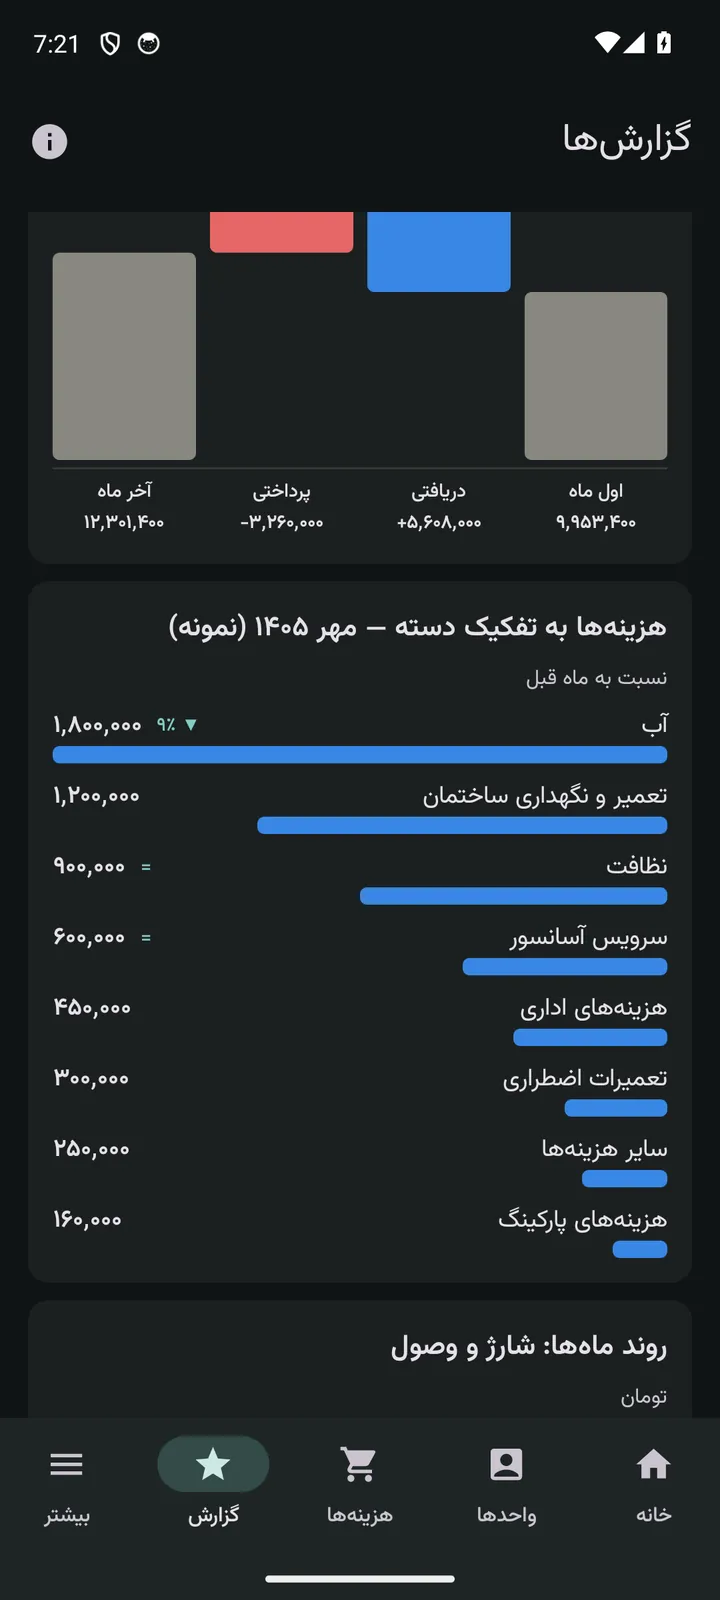 7:21
گزارش‌ها
اول ماه
دریافتی
پرداختی
آخر ماه
۹,۹۵۳,۴۰۰
+۵,۶۰۸,۰۰۰
-۳,۲۶۰,۰۰۰
۱۲,۳۰۱,۴۰۰
هزینه‌ها به تفکیک دسته – مهر ۱۴۰۵ (نمونه)
نسبت به ماه قبل
آب ▼ ۹٪ ۱,۸۰۰,۰۰۰
تعمیر و نگهداری ساختمان ۱,۲۰۰,۰۰۰
نظافت = ۹۰۰,۰۰۰
سرویس آسانسور = ۶۰۰,۰۰۰
هزینه‌های اداری ۴۵۰,۰۰۰
تعمیرات اضطراری ۳۰۰,۰۰۰
سایر هزینه‌ها ۲۵۰,۰۰۰
هزینه‌های پارکینگ ۱۶۰,۰۰۰
روند ماه‌ها: شارژ و وصول
تومان
خانه
واحدها
هزینه‌ها
گزارش
بیشتر